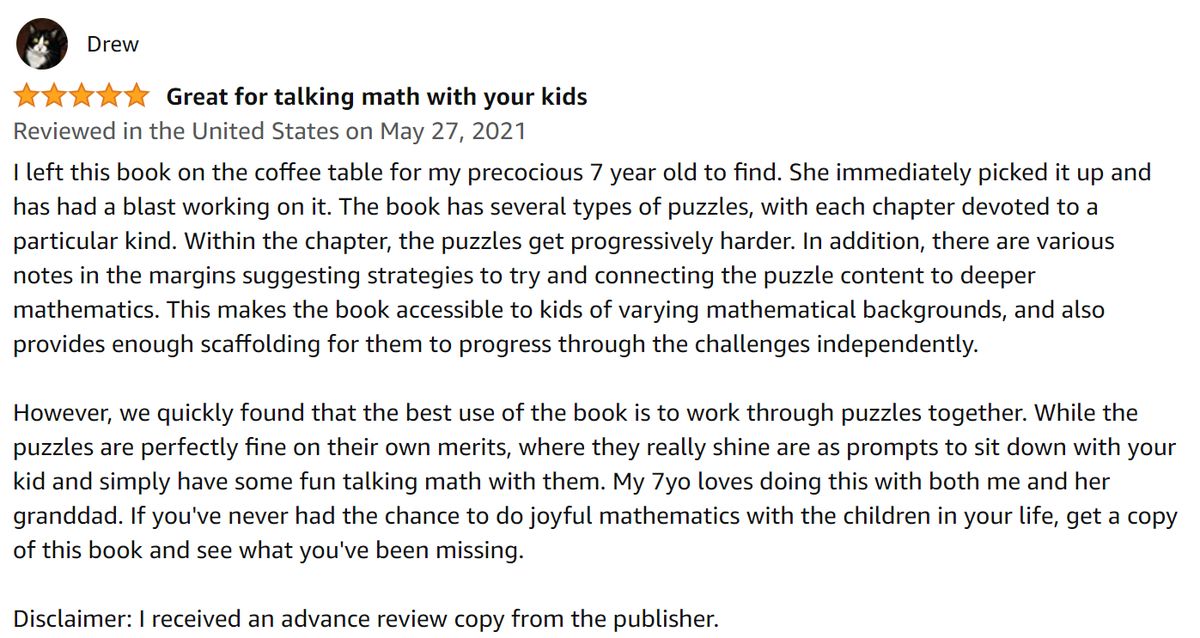 Drew
Great for talking math with your kids
Reviewed in the United States on May 27, 2021
I left this book on the coffee table for my precocious 7 year old to find. She immediately picked it up and
has had a blast working on it. The book has several types of puzzles, with each chapter devoted to a
particular kind. Within the chapter, the puzzles get progressively harder. In addition, there are various
notes in the margins suggesting strategies to try and connecting the puzzle content to deeper
mathematics. This makes the book accessible to kids of varying mathematical backgrounds, and also
provides enough scaffolding for them to progress through the challenges independently.
However, we quickly found that the best use of the book is to work through puzzles together. While the
puzzles are perfectly fine on their own merits, where they really shine are as prompts to sit down with your
kid and simply have some fun talking math with them. My 7yo loves doing this with both me and her
granddad. If you've never had the chance to do joyful mathematics with the children in your life, get a copy
of this book and see what you've been missing.
Disclaimer: I received an advance review copy from the publisher.